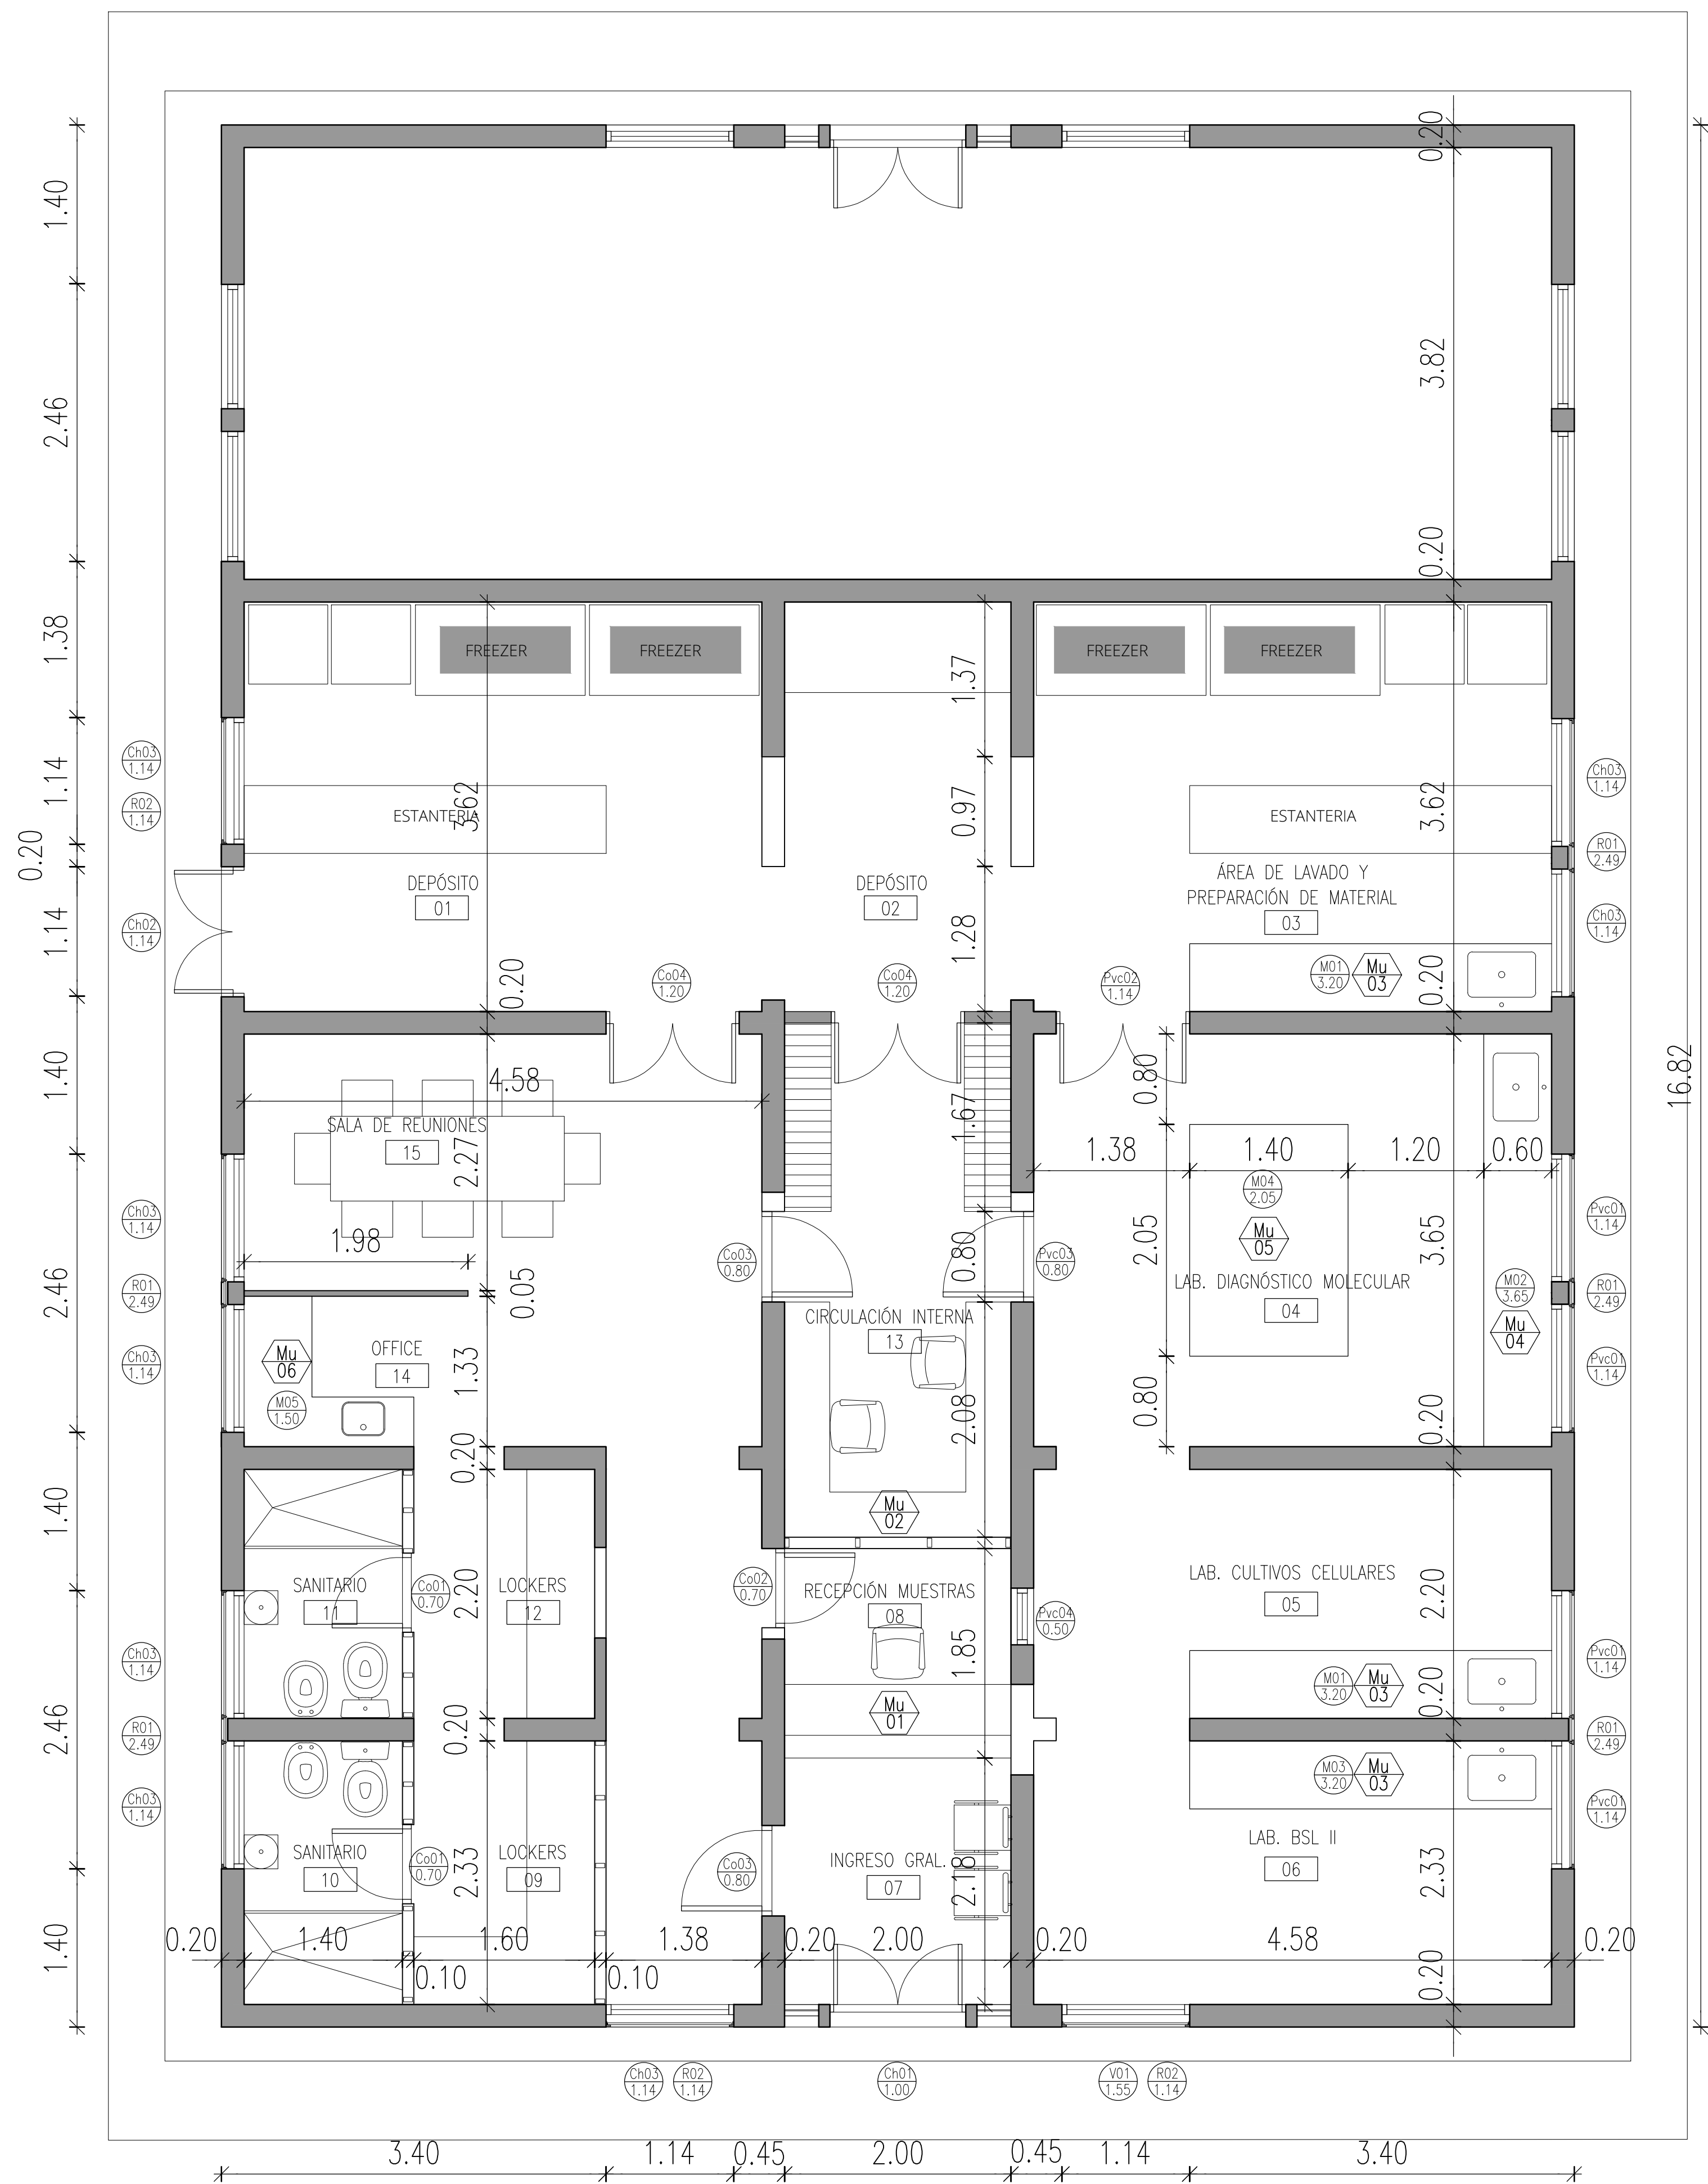 0.20
1.40
3.82
2.46
0.20
1.38
FREEZER
FREEZER
FREEZER
FREEZER
1.37
Ch03
1.14
1.14
0.97
Ch03
1.14
R02
1.14
3.62
ESTANTERIA
ESTANTERIA
3.62
0.20
R01
2.49
ÁREA DE LAVADO Y
PREPARACIÓN DE MATERIAL
03
DEPÓSITO
01
DEPÓSITO
02
Ch02
1.14
1.14
1.28
Ch03
1.14
0.20
Co04
1.20
Co04
1.20
Pvc02
1.14
M01
3.20
Mu
03
0.20
1.40
4.58
1.67
0.80
16.82
SALA DE REUNIONES
15
2.27
1.38
1.40
1.20
0.60
M04
2.05
Ch03
1.14
1.98
Mu
05
2.05
3.65
Pvc01
1.14
Co03
0.80
0.80
Pvc03
0.80
2.46
R01
2.49
0.05
LAB. DIAGNÓSTICO MOLECULAR
04
M02
3.65
R01
2.49
CIRCULACIÓN INTERNA
13
Mu
04
Mu
06
OFFICE
14
Ch03
1.14
1.33
Pvc01
1.14
M05
1.50
2.08
0.80
0.20
0.20
1.40
Mu
02
SANITARIO
11
Co01
0.70
2.20
LOCKERS
12
Co02
0.70
RECEPCIÓN MUESTRAS
08
Pvc04
0.50
LAB. CULTIVOS CELULARES
05
2.20
Ch03
1.14
1.85
Pvc01
1.14
M01
3.20
Mu
03
0.20
Mu
01
2.46
R01
2.49
0.20
R01
2.49
M03
3.20
Mu
03
Ch03
1.14
Pvc01
1.14
SANITARIO
10
Co01
0.70
2.33
LOCKERS
09
Co03
0.80
INGRESO GRAL.
07
2.18
LAB. BSL II
06
2.33
1.40
0.20
1.40
1.60
1.38
0.20
2.00
0.20
4.58
0.20
0.10
0.10
0.20
Ch03
1.14
R02
1.14
Ch01
1.00
V01
1.55
R02
1.14
3.40
1.14
0.45
2.00
0.45
1.14
3.40